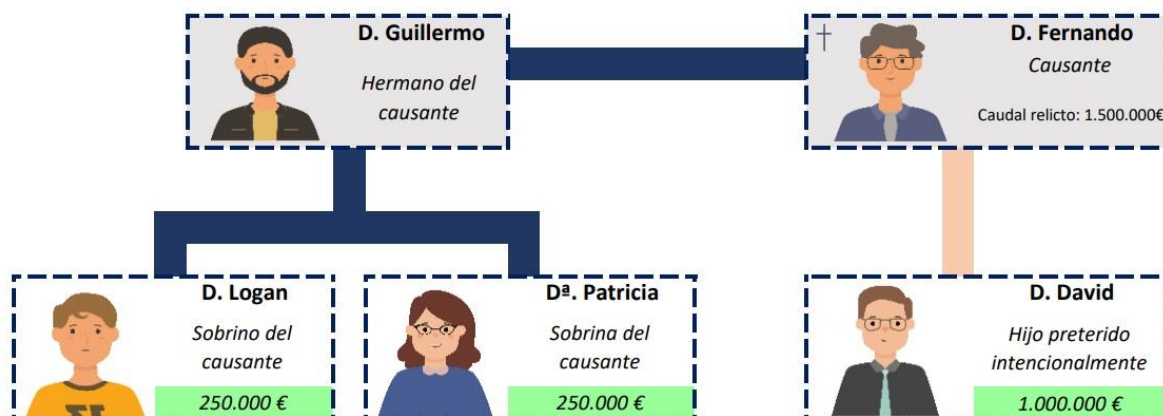 D. Guillermo
Hermano del
causante
D. Fernando
Causante
Caudal relicto: 1.500.000€
D. Logan
Sobrino del
causante
250.000 €
Dª. Patricia
Sobrina del
causante
250.000 €
D. David
Hijo preterido
intencionalmente
1.000.000 €